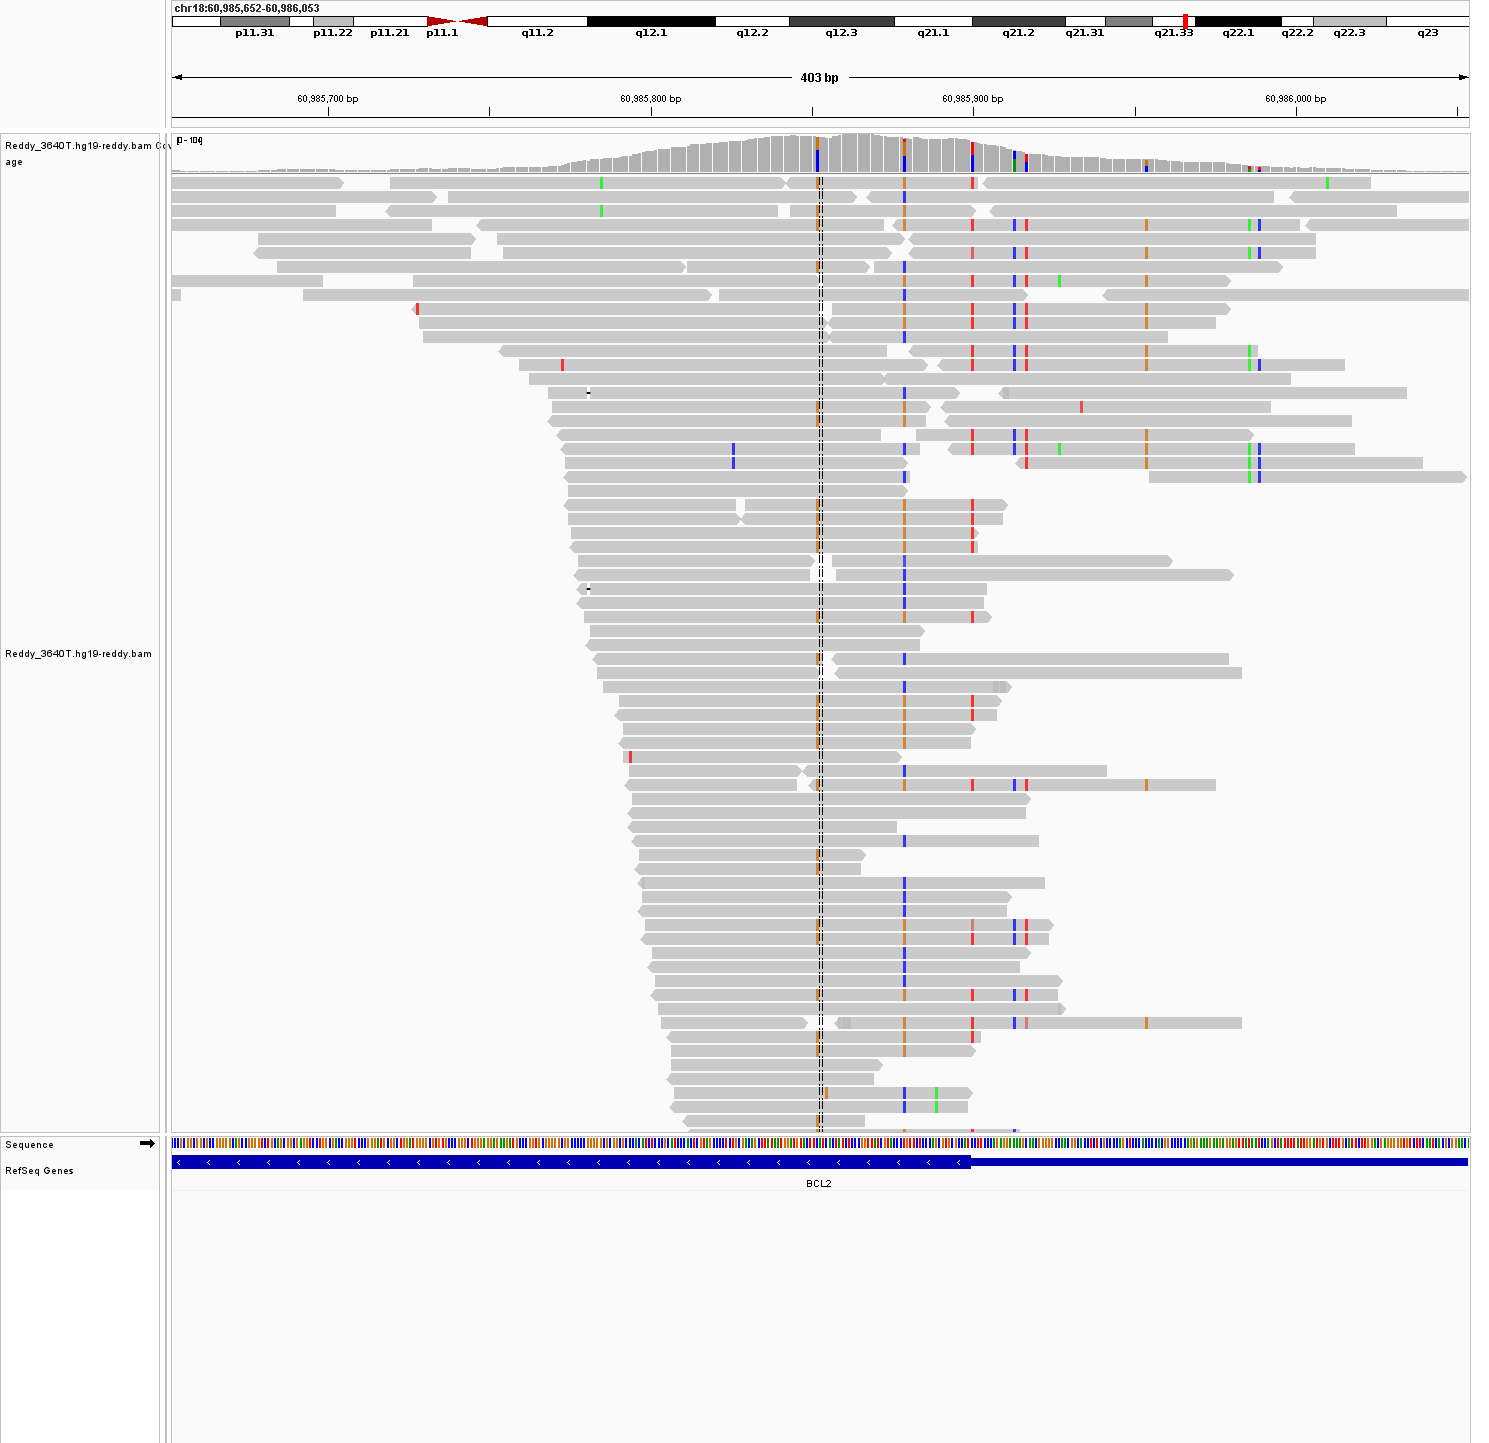 chr18:60,985,652-60,986,053
p11.31 p11.22 p11.21 p11.1 q11.2 q12.1 q12.2 q12.3 q21.1 q21.2 q21.31 q21.33 q22.1 q22.2 q22.3 q23
403 bp
60,985,700 bp 60,985,800 bp 60,985,900 bp 60,986,000 bp
Reddy_3640T.hg19-reddy.bam Cov
age
[0 - 104]
Reddy_3640T.hg19-reddy.bam
Sequence
RefSeq Genes
BCL2